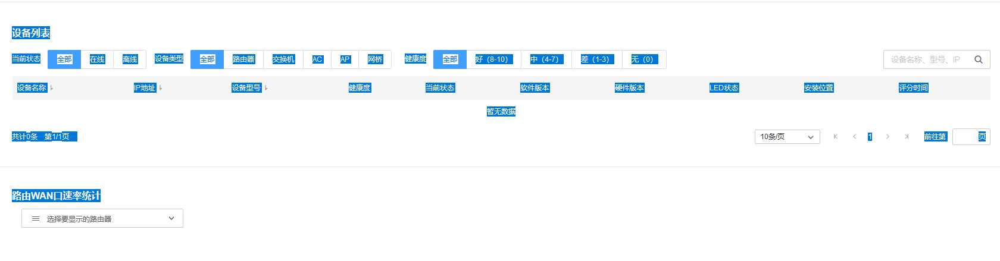 设备列表
当前状态 全部 在线 离线 设备类型 全部 路由器 交换机 AC AP 网桥 健康度 全部 好（8-10） 中（4-7） 差（1-3） 无（0） 设备名称、型号、IP
设备名称 IP地址 设备型号 健康度 当前状态 软件版本 硬件版本 LED状态 安装位置 评分时间
暂无数据
共计0条 第1/1页 10条/页 1 前往第 页
路由WAN口速率统计
选择要显示的路由器